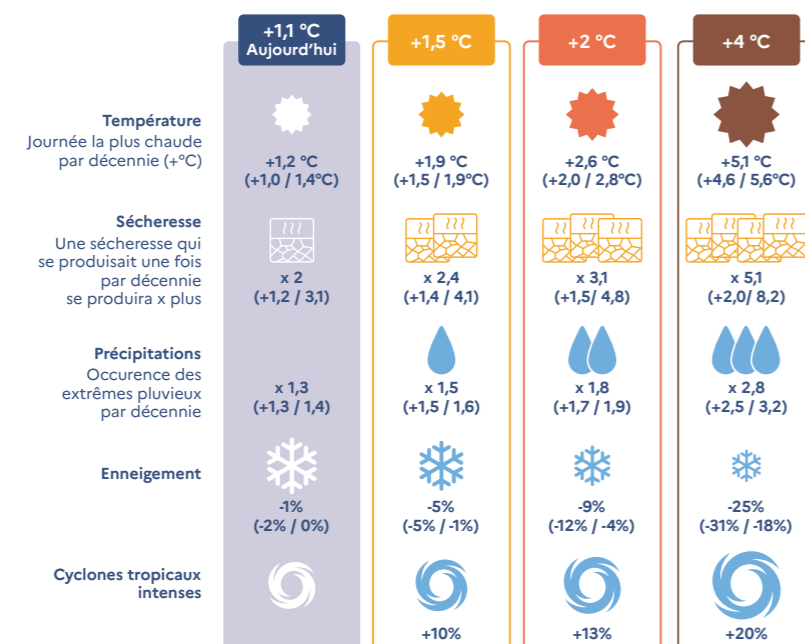 +1,1 °C
Aujourd'hui
+1,5 °C
+2 °C
+4 °C
Température
Journée la plus chaude
par décennie (+°C)
+1,2 °C
(+1,0 / 1,4°C)
+1,9 °C
(+1,5 / 1,9°C)
+2,6 °C
(+2,0 / 2,8°C)
+5,1 °C
(+4,6 / 5,6°C)
Sécheresse
Une sécheresse qui
se produisait une fois
par décennie
se produira x plus
x 2
(+1,2 / 3,1)
x 2,4
(+1,4 / 4,1)
x 3,1
(+1,5/ 4,8)
x 5,1
(+2,0/ 8,2)
Précipitations
Occurence des
extrêmes pluvieux
par décennie
x 1,3
(+1,3 / 1,4)
x 1,5
(+1,5 / 1,6)
x 1,8
(+1,7 / 1,9)
x 2,8
(+2,5 / 3,2)
Enneigement
-1%
(-2% / 0%)
-5%
(-5% / -1%)
-9%
(-12% / -4%)
-25%
(-31% / -18%)
Cyclones tropicaux
intenses
+10%
+13%
+20%